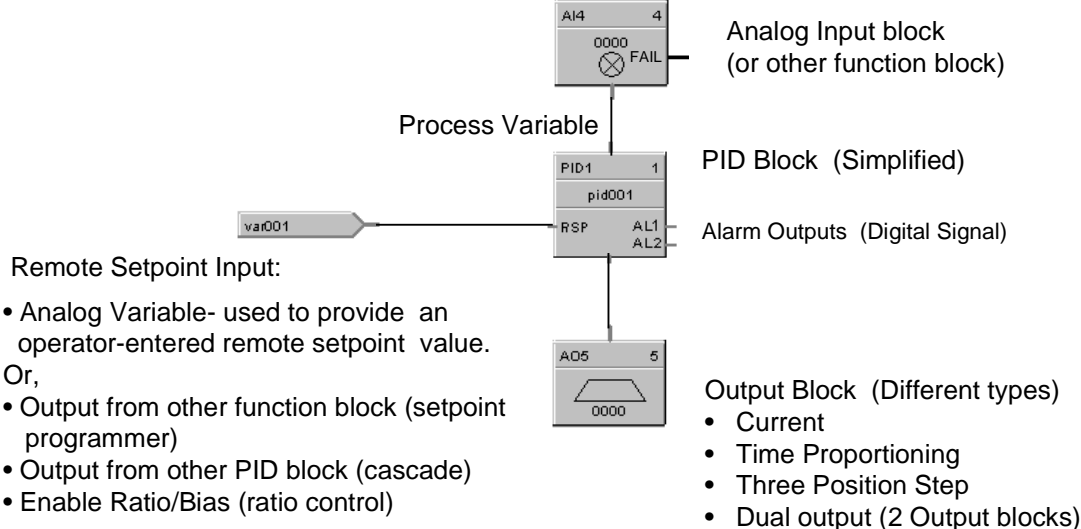 AI4 4
0000
FAIL
Analog Input block
(or other function block)
Process Variable
PID1 1
pid001
RSP AL1
AL2
PID Block (Simplified)
var001
Alarm Outputs (Digital Signal)
Remote Setpoint Input:
• Analog Variable- used to provide an
operator-entered remote setpoint value.
Or,
• Output from other function block (setpoint
programmer)
• Output from other PID block (cascade)
• Enable Ratio/Bias (ratio control)
AO5 5
0000
Output Block (Different types)
• Current
• Time Proportioning
• Three Position Step
• Dual output (2 Output blocks)